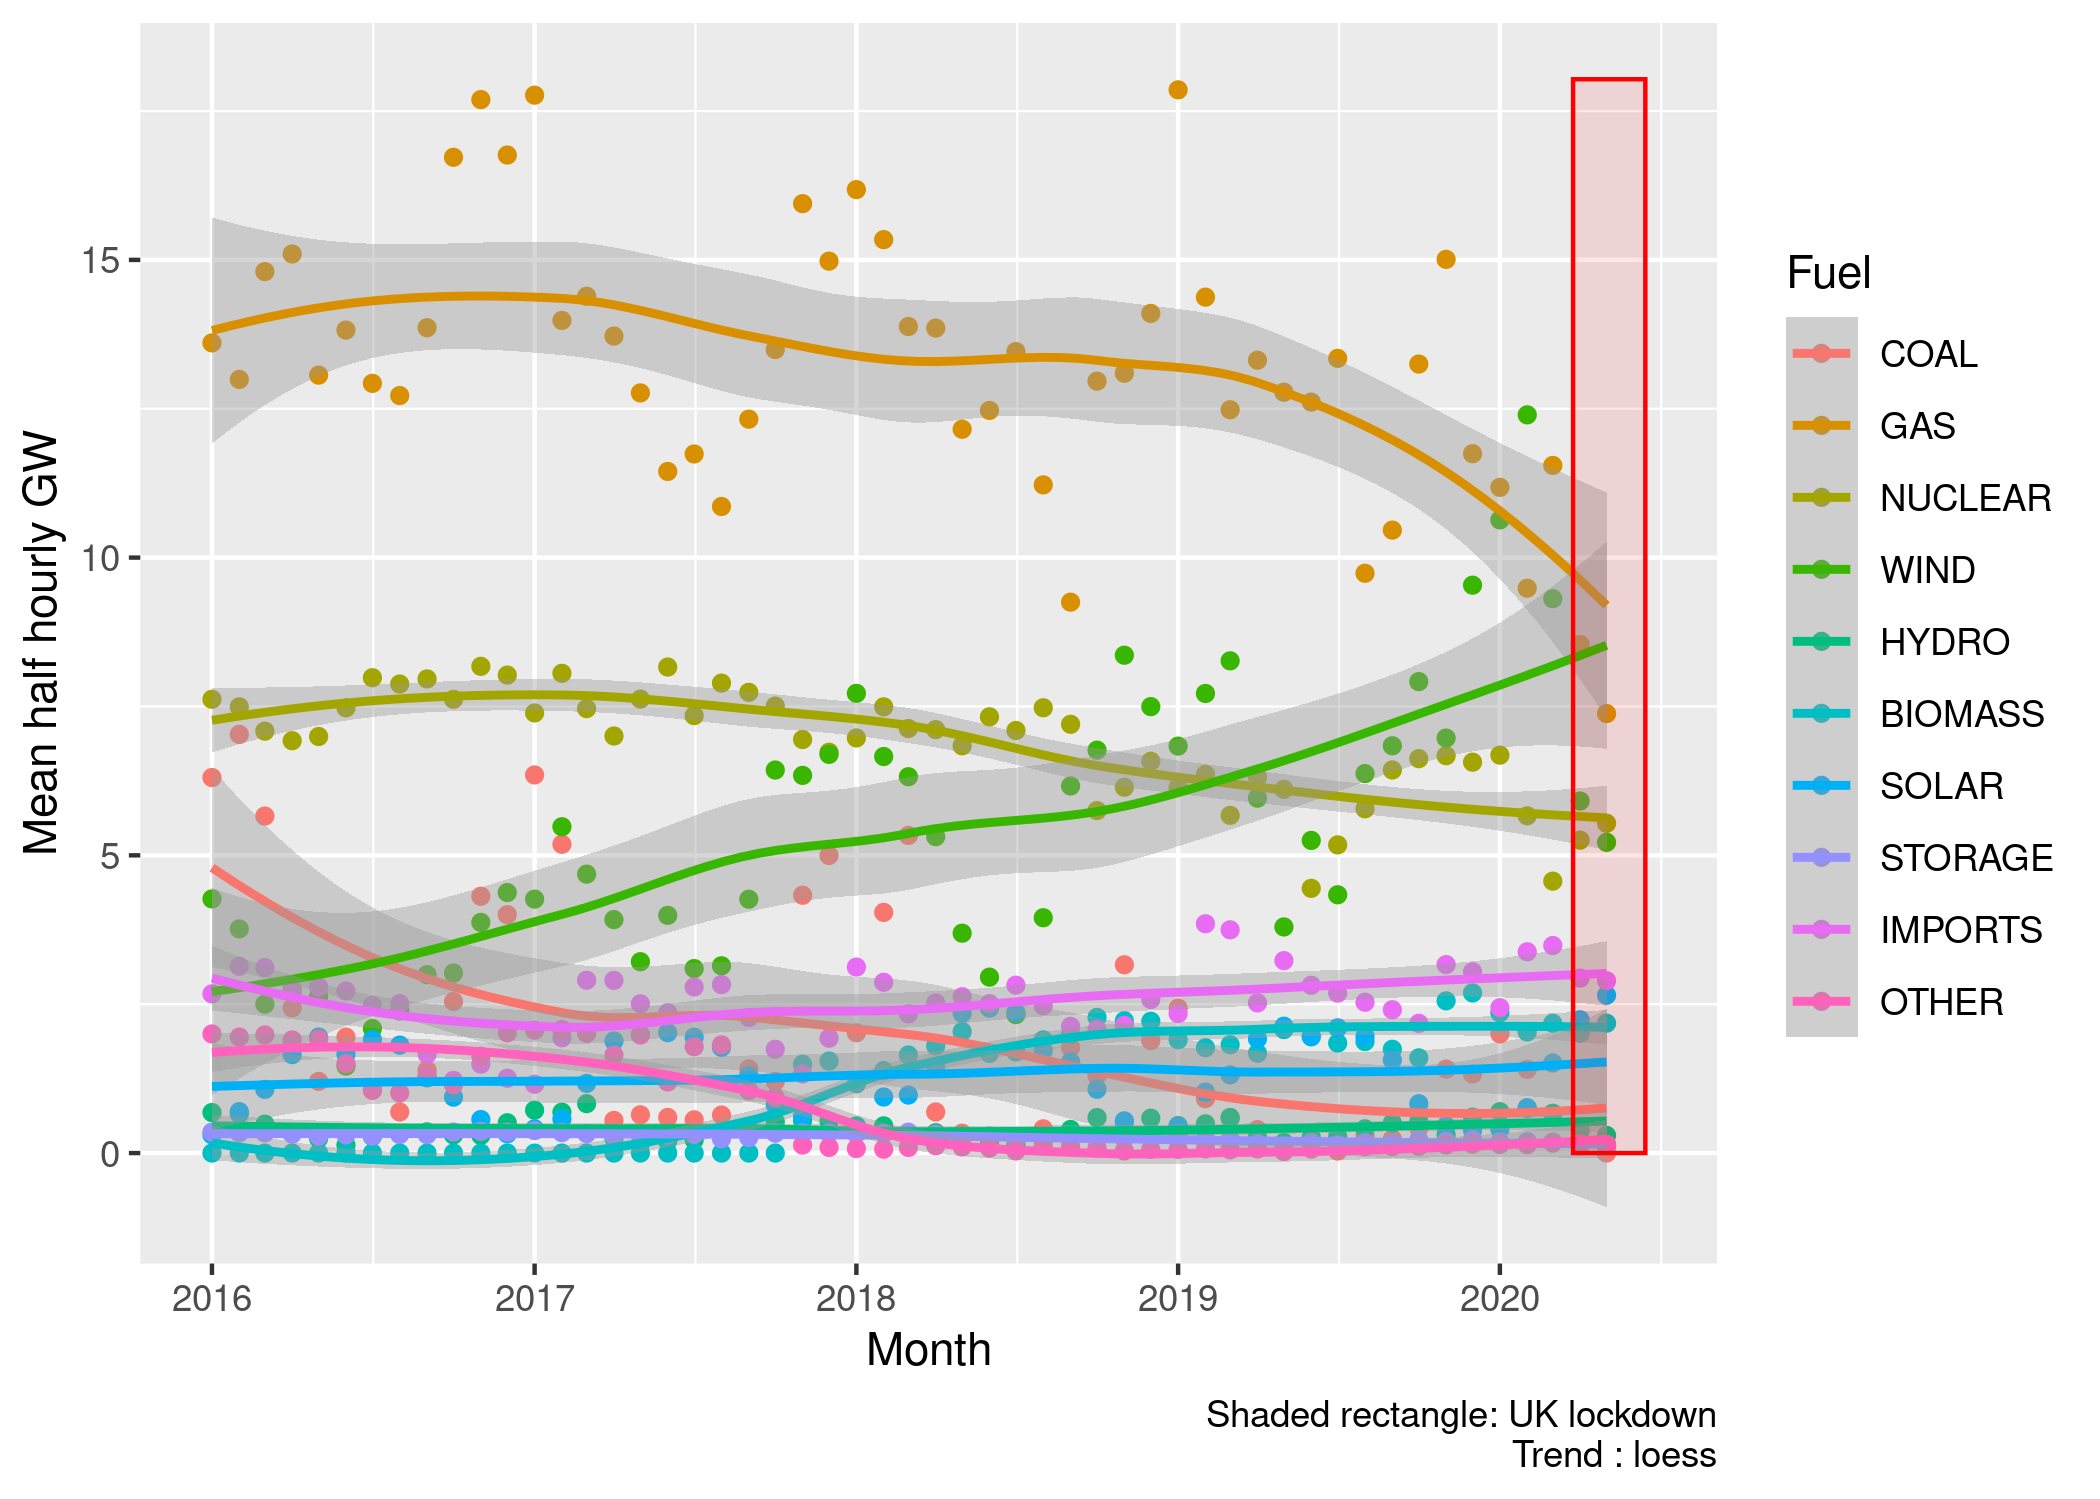 Mean half hourly GW
15
10
5
0
2016
2017
2018
2019
2020
Month
Fuel
COAL
GAS
NUCLEAR
WIND
HYDRO
BIOMASS
SOLAR
STORAGE
IMPORTS
OTHER
Shaded rectangle: UK lockdown
Trend : loess